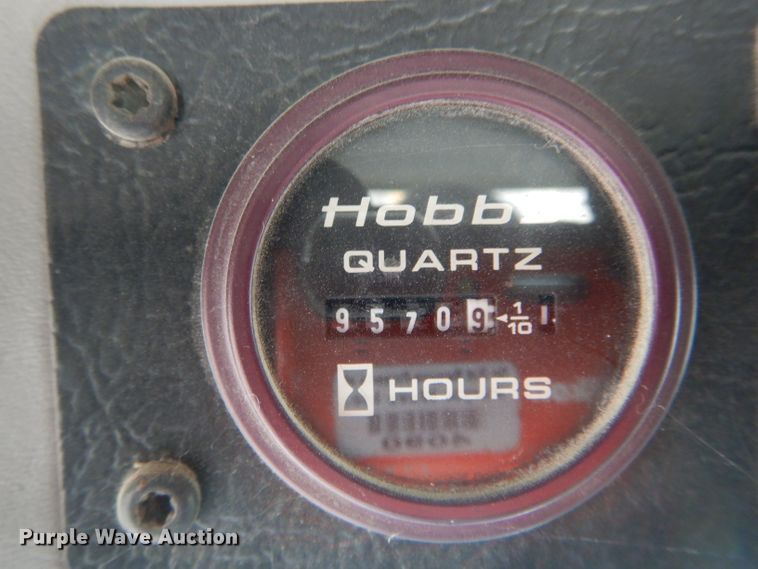 Hobbs
QUARTZ
9 5 7 0 9 ◄ 1/10
HOURS
Purple Wave Auction